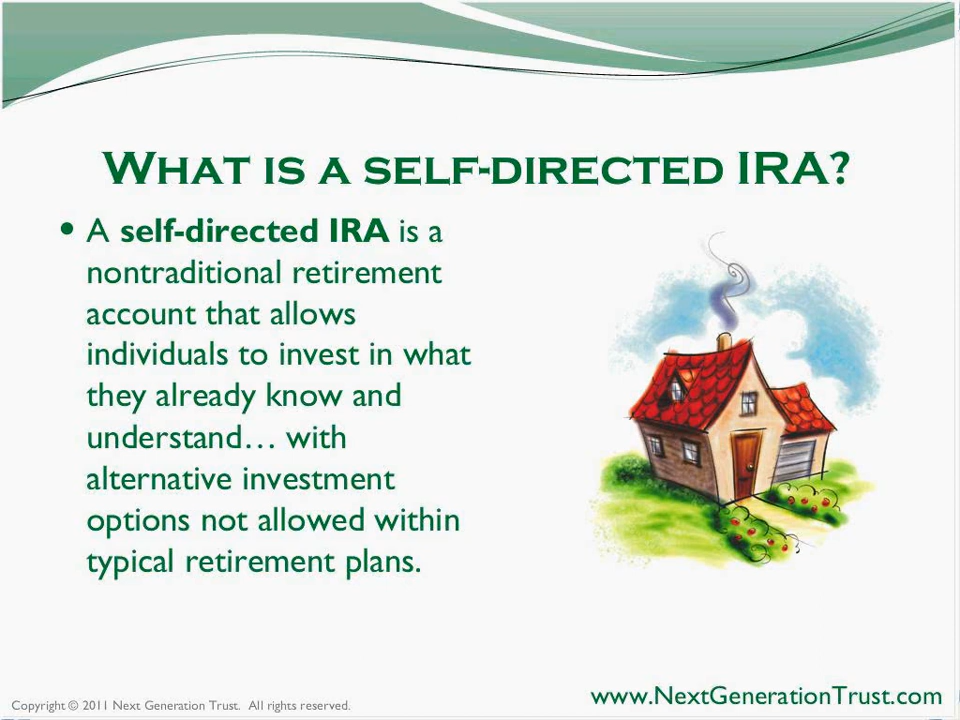 What is a self-directed IRA?
• A self-directed IRA is a
nontraditional retirement
account that allows
individuals to invest in what
they already know and
understand… with
alternative investment
options not allowed within
typical retirement plans.
Copyright © 2011 Next Generation Trust. All rights reserved.
www.NextGenerationTrust.com